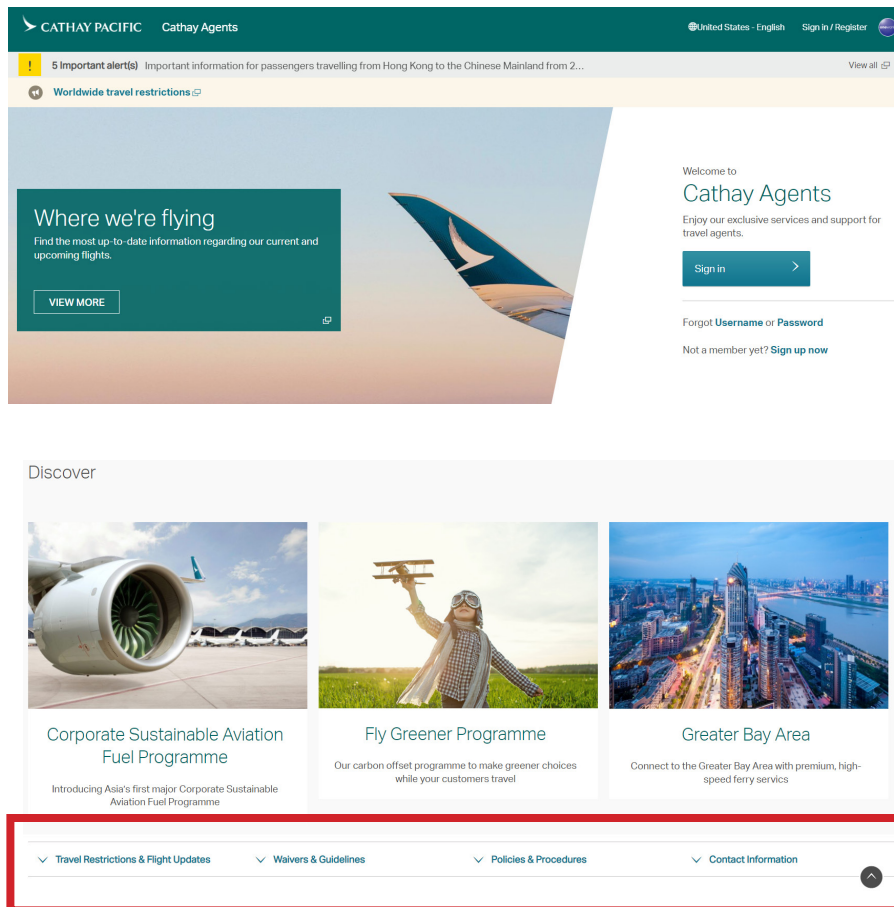 CATHAY PACIFIC Cathay Agents United States - English Sign in / Register
! 5 Important alert(s) Important information for passengers travelling from Hong Kong to the Chinese Mainland from 2... View all
Worldwide travel restrictions
Where we're flying
Find the most up-to-date information regarding our current and
upcoming flights.
VIEW MORE
Welcome to
Cathay Agents
Enjoy our exclusive services and support for
travel agents.
Sign in
Forgot Username or Password
Not a member yet? Sign up now
Discover
Corporate Sustainable Aviation
Fuel Programme
Introducing Asia's first major Corporate Sustainable
Aviation Fuel Programme
Fly Greener Programme
Our carbon offset programme to make greener choices
while your customers travel
Greater Bay Area
Connect to the Greater Bay Area with premium, high-
speed ferry servics
Travel Restrictions & Flight Updates Waivers & Guidelines Policies & Procedures Contact Information